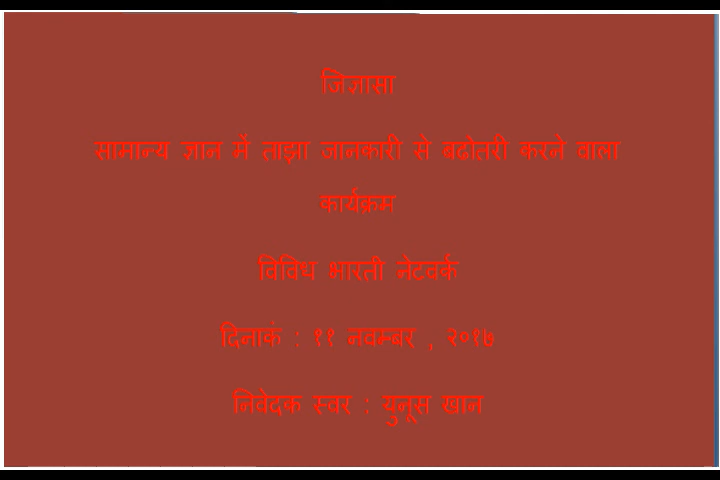 जिज्ञासा
सामान्य ज्ञान में ताझा जानकारी से बढोतरी करने वाला
कार्यक्रम
विविध भारती नेटवर्क
दिनाकं : ११ नवम्बर , २०१७
निवेदक स्वर : युनूस खान